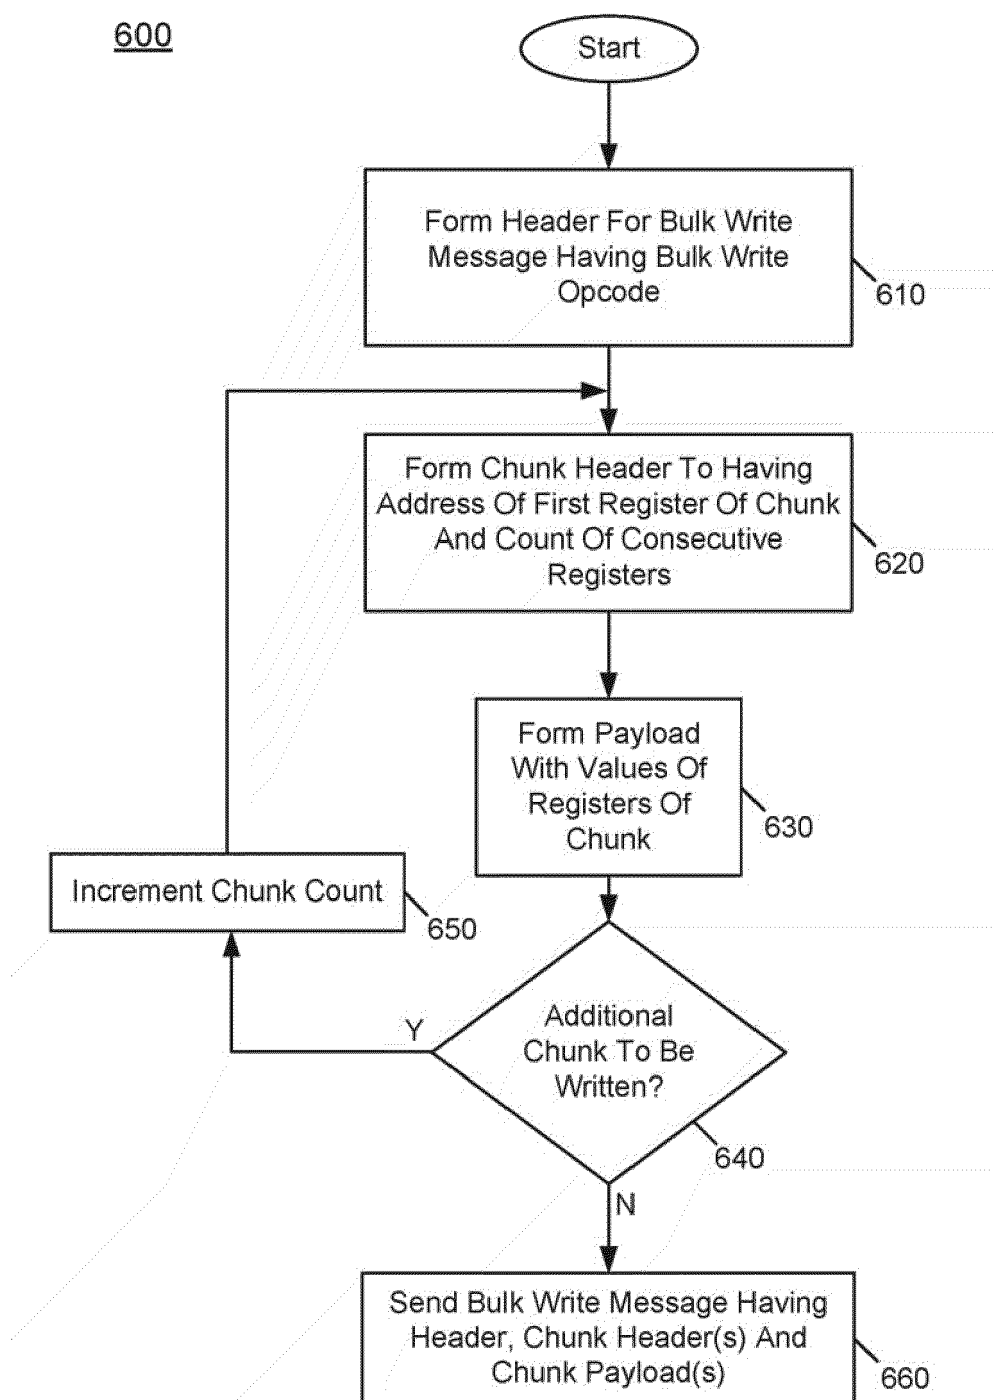 600
Start
Form Header For Bulk Write
Message Having Bulk Write
Opcode
610
Form Chunk Header To Having
Address Of First Register Of Chunk
And Count Of Consecutive
Registers
620
Form Payload
With Values Of
Registers Of
Chunk
630
Increment Chunk Count
650
Y
Additional
Chunk To Be
Written?
640
N
Send Bulk Write Message Having
Header, Chunk Header(s) And
Chunk Payload(s)
660